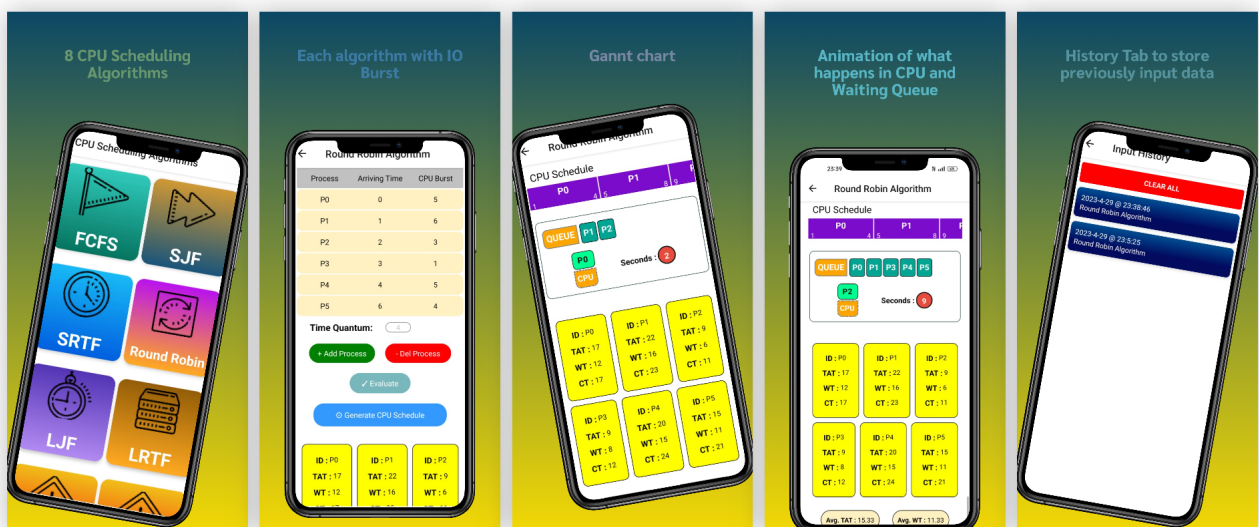 8 CPU Scheduling
Algorithms
CPU Scheduling Algorithms
FCFS
SJF
SRTF
Round Robin
LJF
LRTF
Each algorithm with IO
Burst
Round Robin Algorithm
Process Arriving Time CPU Burst
P0 0 5
P1 1 6
P2 2 3
P3 3 1
P4 4 5
P5 6 4
Time Quantum: 4
+ Add Process - Del Process
✓ Evaluate
Generate CPU Schedule
ID : P0 ID : P1 ID : P2
TAT : 17 TAT : 22 TAT : 9
WT : 12 WT : 16 WT : 6
Gannt chart
Round Robin Algorithm
CPU Schedule
P0 P1
1 4 5 8 9
QUEUE P1 P2
P0
CPU
Seconds : 2
ID : P0 ID : P1 ID : P2
TAT : 17 TAT : 22 TAT : 9
WT : 12 WT : 16 WT : 6
CT : 17 CT : 23 CT : 11
ID : P3 ID : P4 ID : P5
TAT : 9 TAT : 20 TAT : 15
WT : 8 WT : 15 WT : 11
CT : 12 CT : 24 CT : 21
Animation of what
happens in CPU and
Waiting Queue
23:39
Round Robin Algorithm
CPU Schedule
P0 P1
1 4 5 8 9
QUEUE P0 P1 P3 P4 P5
P2
CPU
Seconds : 9
ID : P0 ID : P1 ID : P2
TAT : 17 TAT : 22 TAT : 9
WT : 12 WT : 16 WT : 6
CT : 17 CT : 23 CT : 11
ID : P3 ID : P4 ID : P5
TAT : 9 TAT : 20 TAT : 15
WT : 8 WT : 15 WT : 11
CT : 12 CT : 24 CT : 21
Avg. TAT : 15.33 Avg. WT : 11.33
History Tab to store
previously input data
Input History
CLEAR ALL
2023-4-29 @ 23:38:46
Round Robin Algorithm
2023-4-29 @ 23:5:25
Round Robin Algorithm